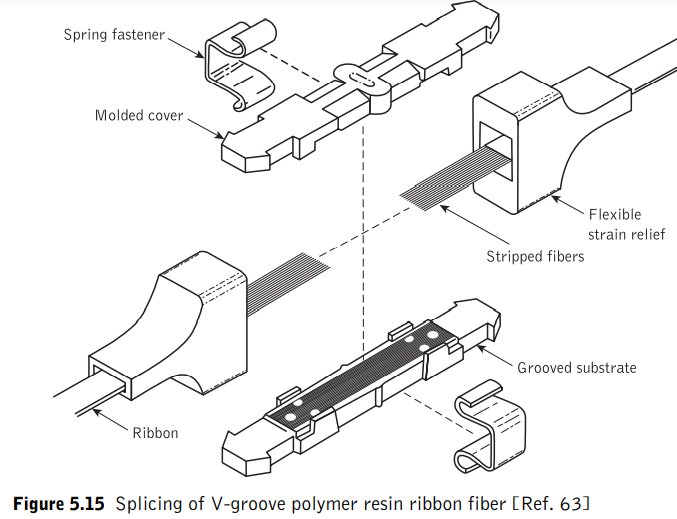 Spring fastener
Molded cover
Flexible
strain relief
Stripped fibers
Grooved substrate
Ribbon
Figure 5.15 Splicing of V-groove polymer resin ribbon fiber [Ref. 63]